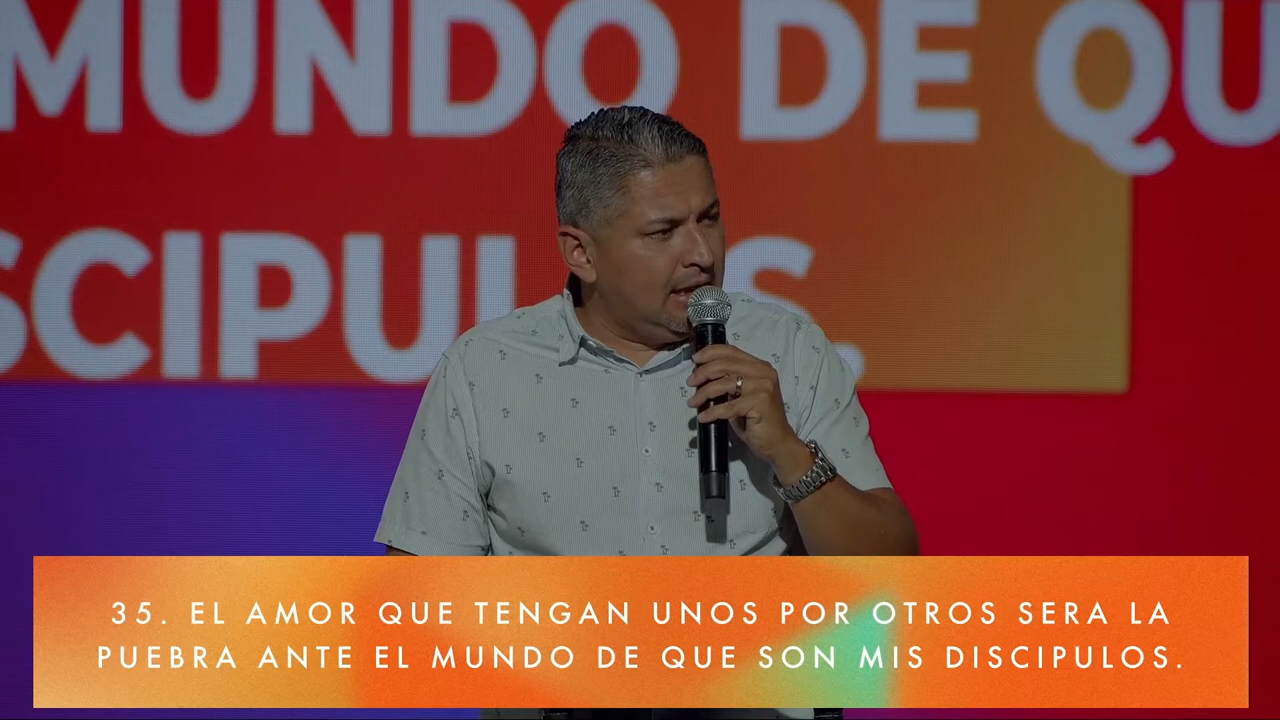 MUNDO DE QU
SCIPUL S.
35. EL AMOR QUE TENGAN UNOS POR OTROS SERA LA
PUEBRA ANTE EL MUNDO DE QUE SON MIS DISCIPULOS.